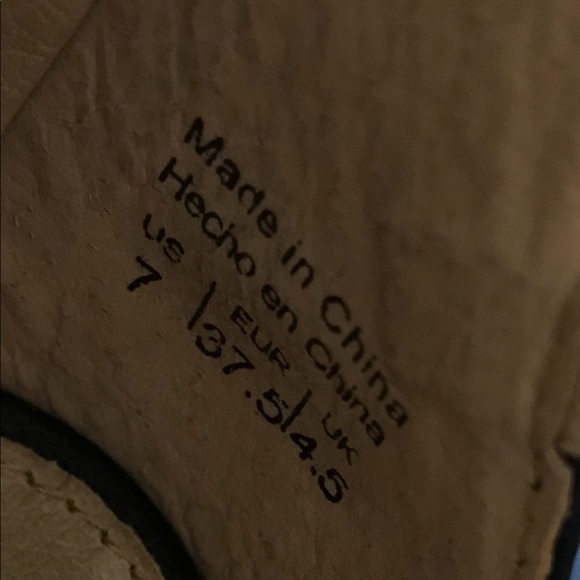 Made in China
Hecho en China
US | EUR | UK
7 | 37.5 | 4.5